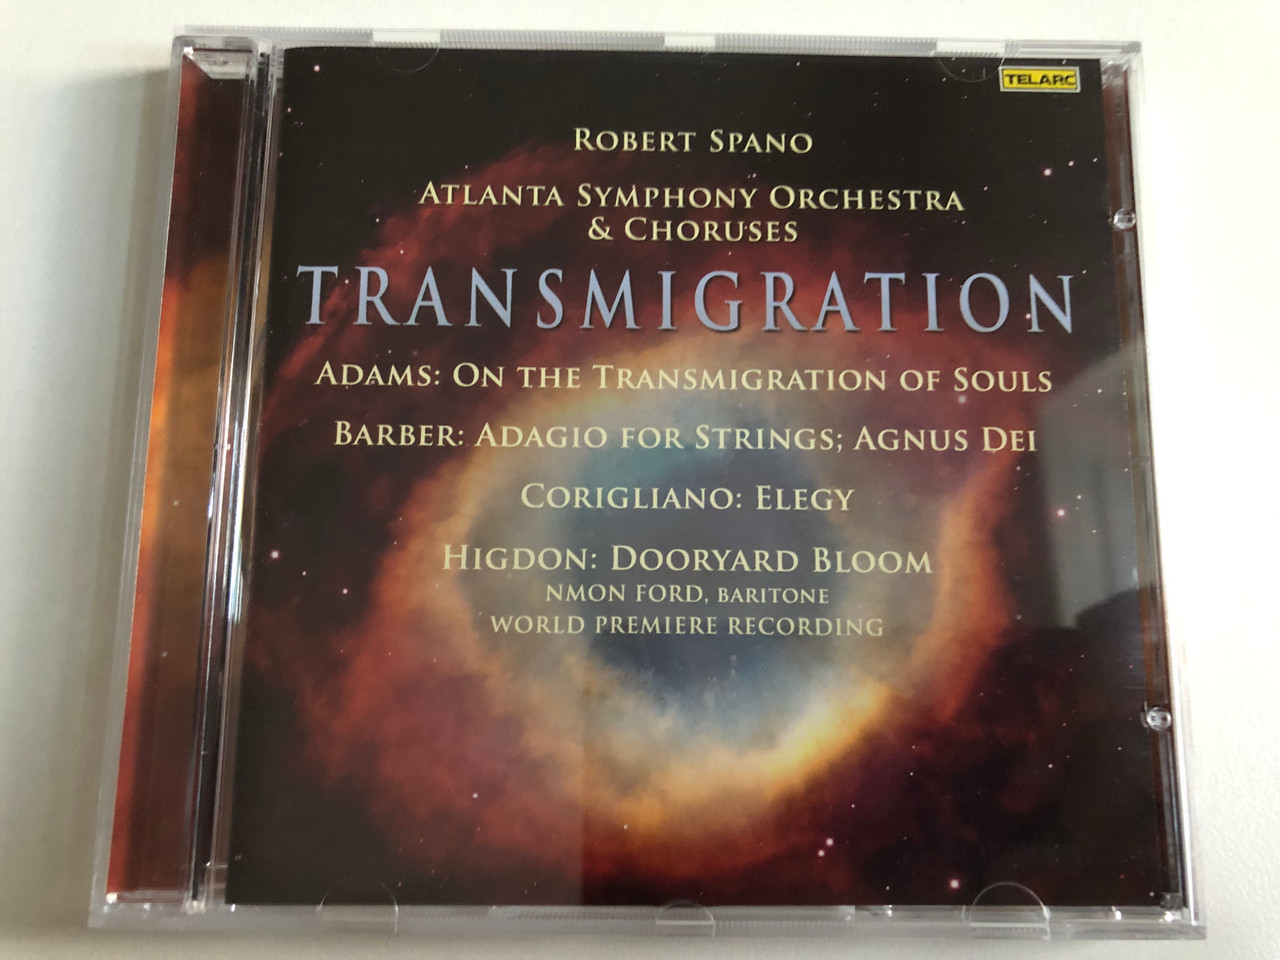 TELARC
ROBERT SPANO
ATLANTA SYMPHONY ORCHESTRA
& CHORUSES
TRANSMIGRATION
ADAMS: ON THE TRANSMIGRATION OF SOULS
BARBER: ADAGIO FOR STRINGS; AGNUS DEI
CORIGLIANO: ELEGY
HIGDON: DOORYARD BLOOM
NMON FORD, BARITONE
WORLD PREMIERE RECORDING